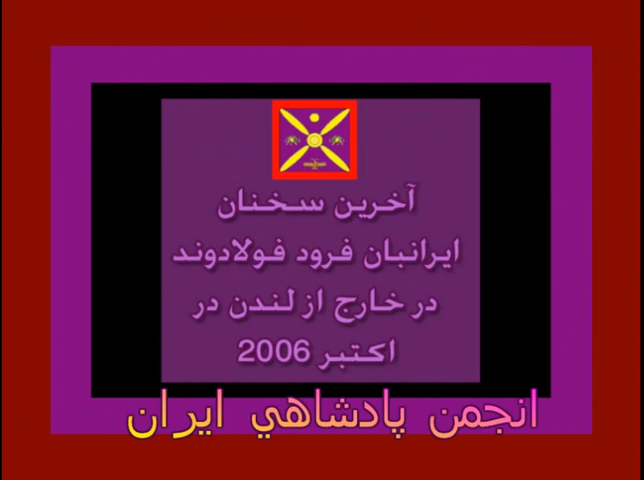 آخرین سخنان
ایرانبان فرود فولادوند
در خارج از لندن در
اکتبر 2006
انجمن پادشاهي ايران